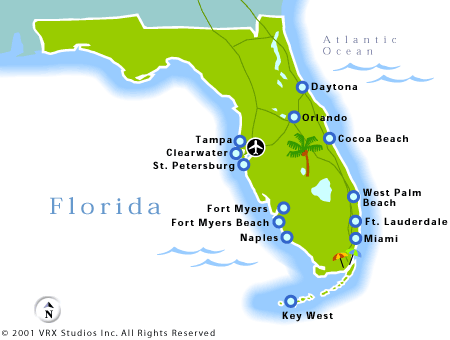 Atlantic
Ocean
Daytona
Orlando
Cocoa Beach
Tampa
Clearwater
St. Petersburg
West Palm
Beach
Florida
Fort Myers
Fort Myers Beach
Ft. Lauderdale
Naples
Miami
N
Key West
© 2001 VRX Studios Inc. All Rights Reserved